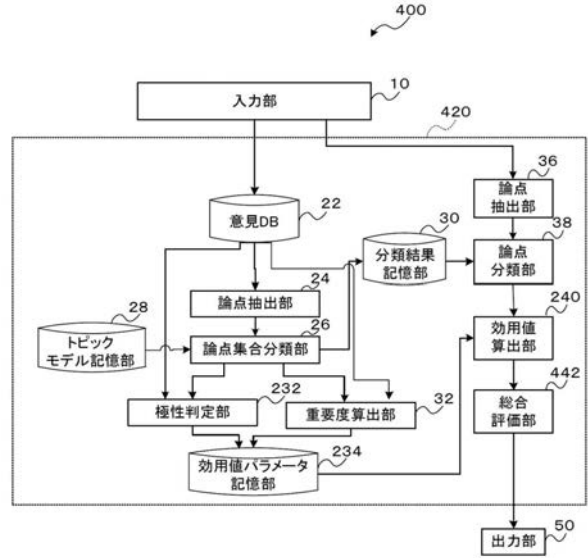 400
入力部
10
420
36
論点
抽出部
22
意見DB
30
38
分類結果
記憶部
論点
分類部
24
論点抽出部
28
26
240
トピック
モデル記憶部
論点集合分類部
効用値
算出部
232
32
442
極性判定部
重要度算出部
総合
評価部
234
効用値パラメータ
記憶部
50
出力部